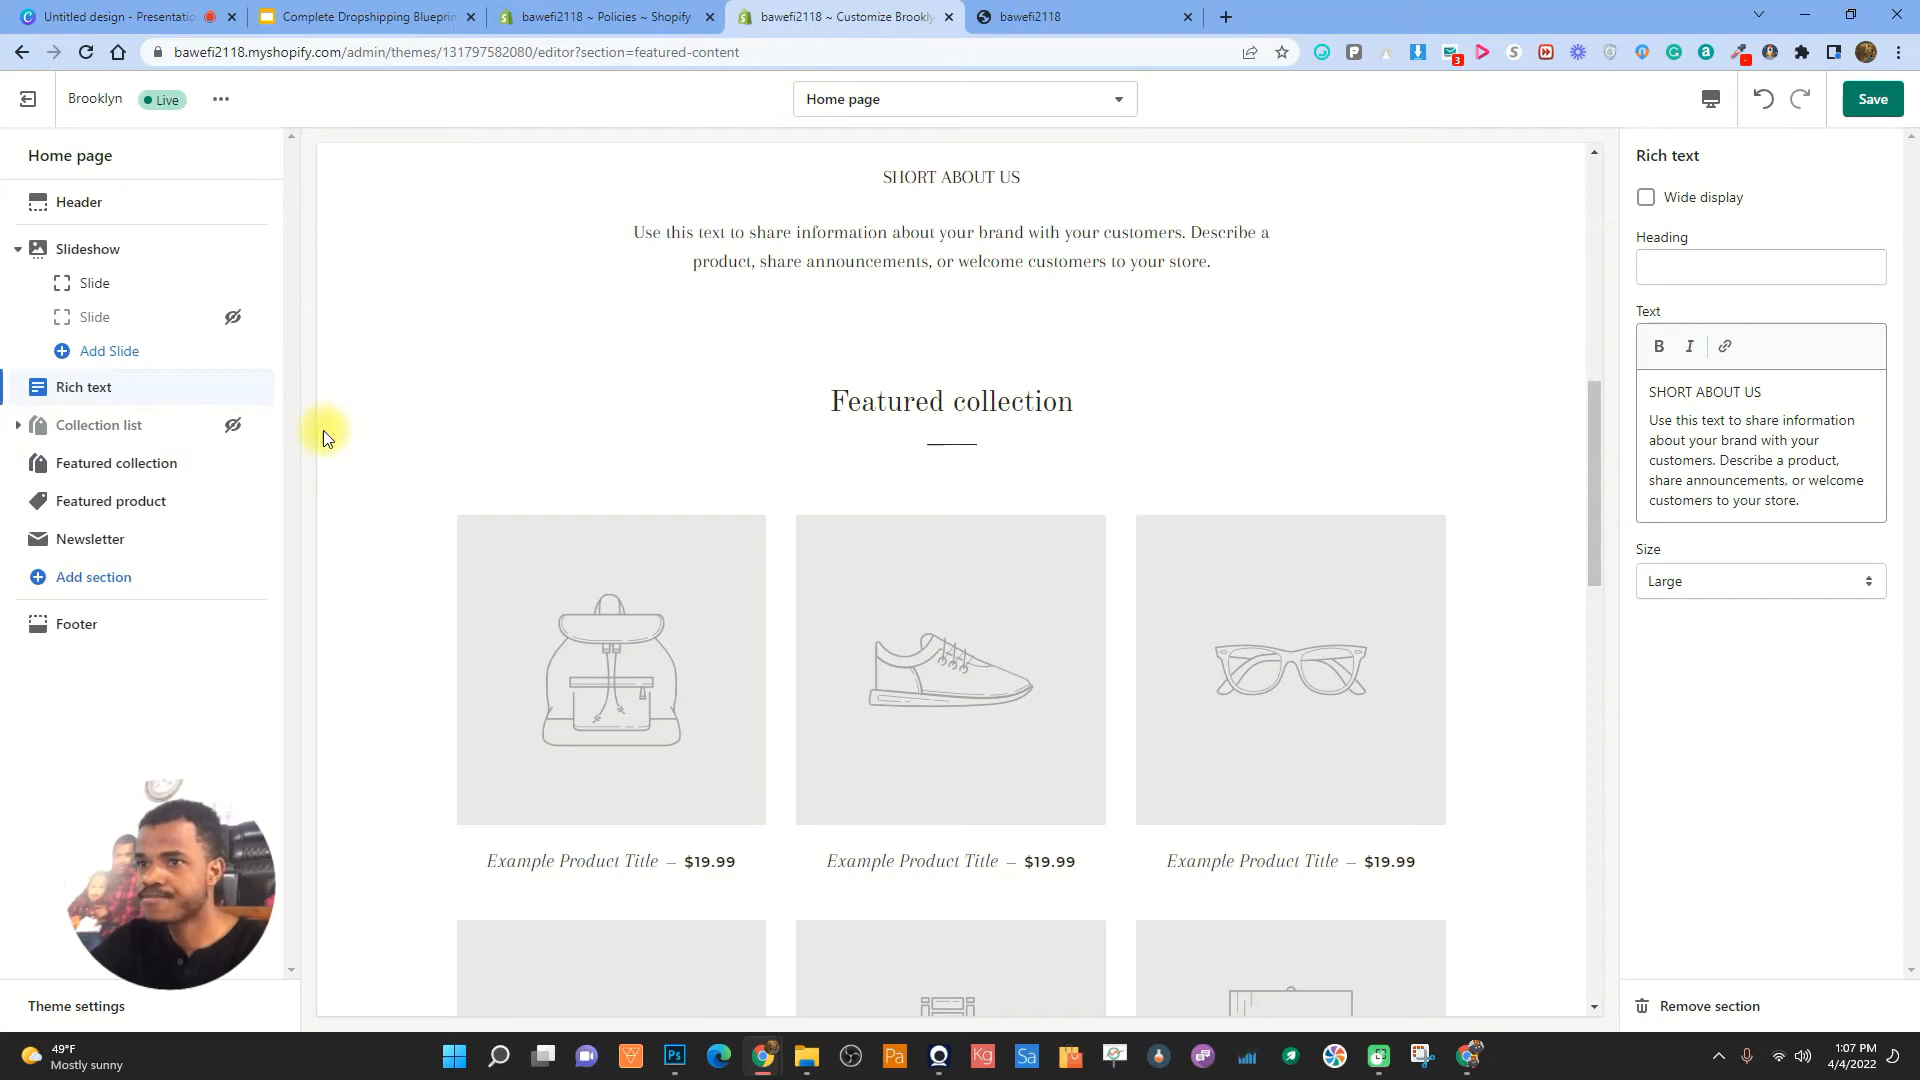 Untitled design - Presentatio
Complete Dropshipping Blueprin
bawefi2118 ~ Policies ~ Shopify
bawefi2118 ~ Customize Brookly
bawefi2118
bawefi2118.myshopify.com/admin/themes/131797582080/editor?section=featured-content
3
Brooklyn
Live
Home page
Save
Home page
Header
Slideshow
Slide
Slide
Add Slide
Rich text
Collection list
Featured collection
Featured product
Newsletter
Add section
Footer
Theme settings
SHORT ABOUT US
Use this text to share information about your brand with your customers. Describe a
product, share announcements, or welcome customers to your store.
Featured collection
Example Product Title — $19.99
Example Product Title — $19.99
Example Product Title — $19.99
Rich text
Wide display
Heading
Text
B I
SHORT ABOUT US
Use this text to share information
about your brand with your
customers. Describe a product,
share announcements, or welcome
customers to your store.
Size
Large
Remove section
49°F
Mostly sunny
Ps
Pa
Kg
Sa
1:07 PM
4/4/2022